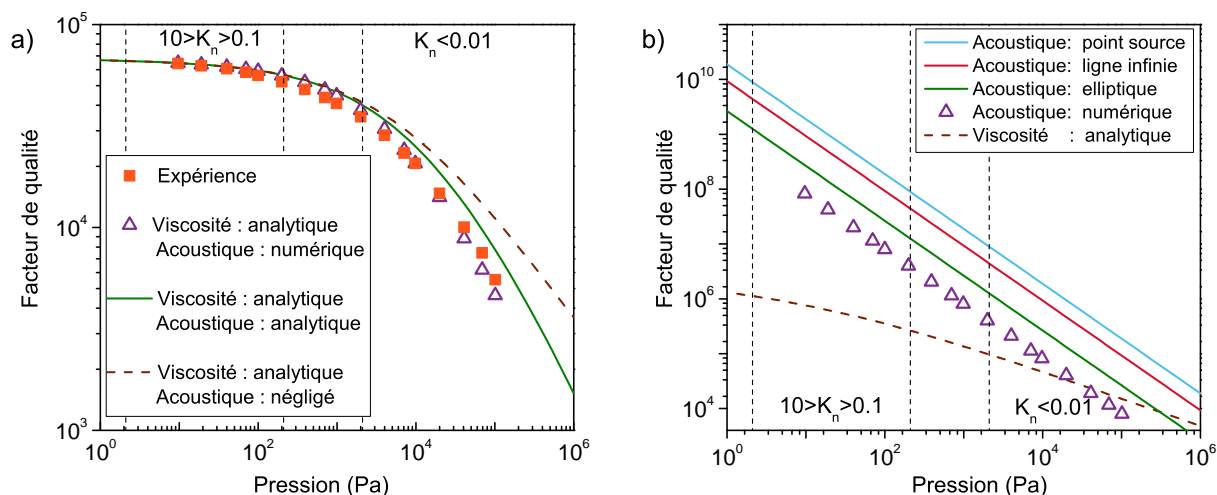 a)
10⁵
10⁴
10³
Facteur de qualité
10>Kₙ>0.1
Kₙ<0.01
Expérience
Viscosité : analytique
Acoustique : numérique
Viscosité : analytique
Acoustique : analytique
Viscosité : analytique
Acoustique : négligé
10⁰ 10² 10⁴ 10⁶
Pression (Pa)
b)
10¹⁰
10⁸
10⁶
10⁴
Facteur de qualité
Acoustique: point source
Acoustique: ligne infinie
Acoustique: elliptique
Acoustique: numérique
Viscosité : analytique
10>Kₙ>0.1
Kₙ<0.01
10⁰ 10² 10⁴ 10⁶
Pression (Pa)